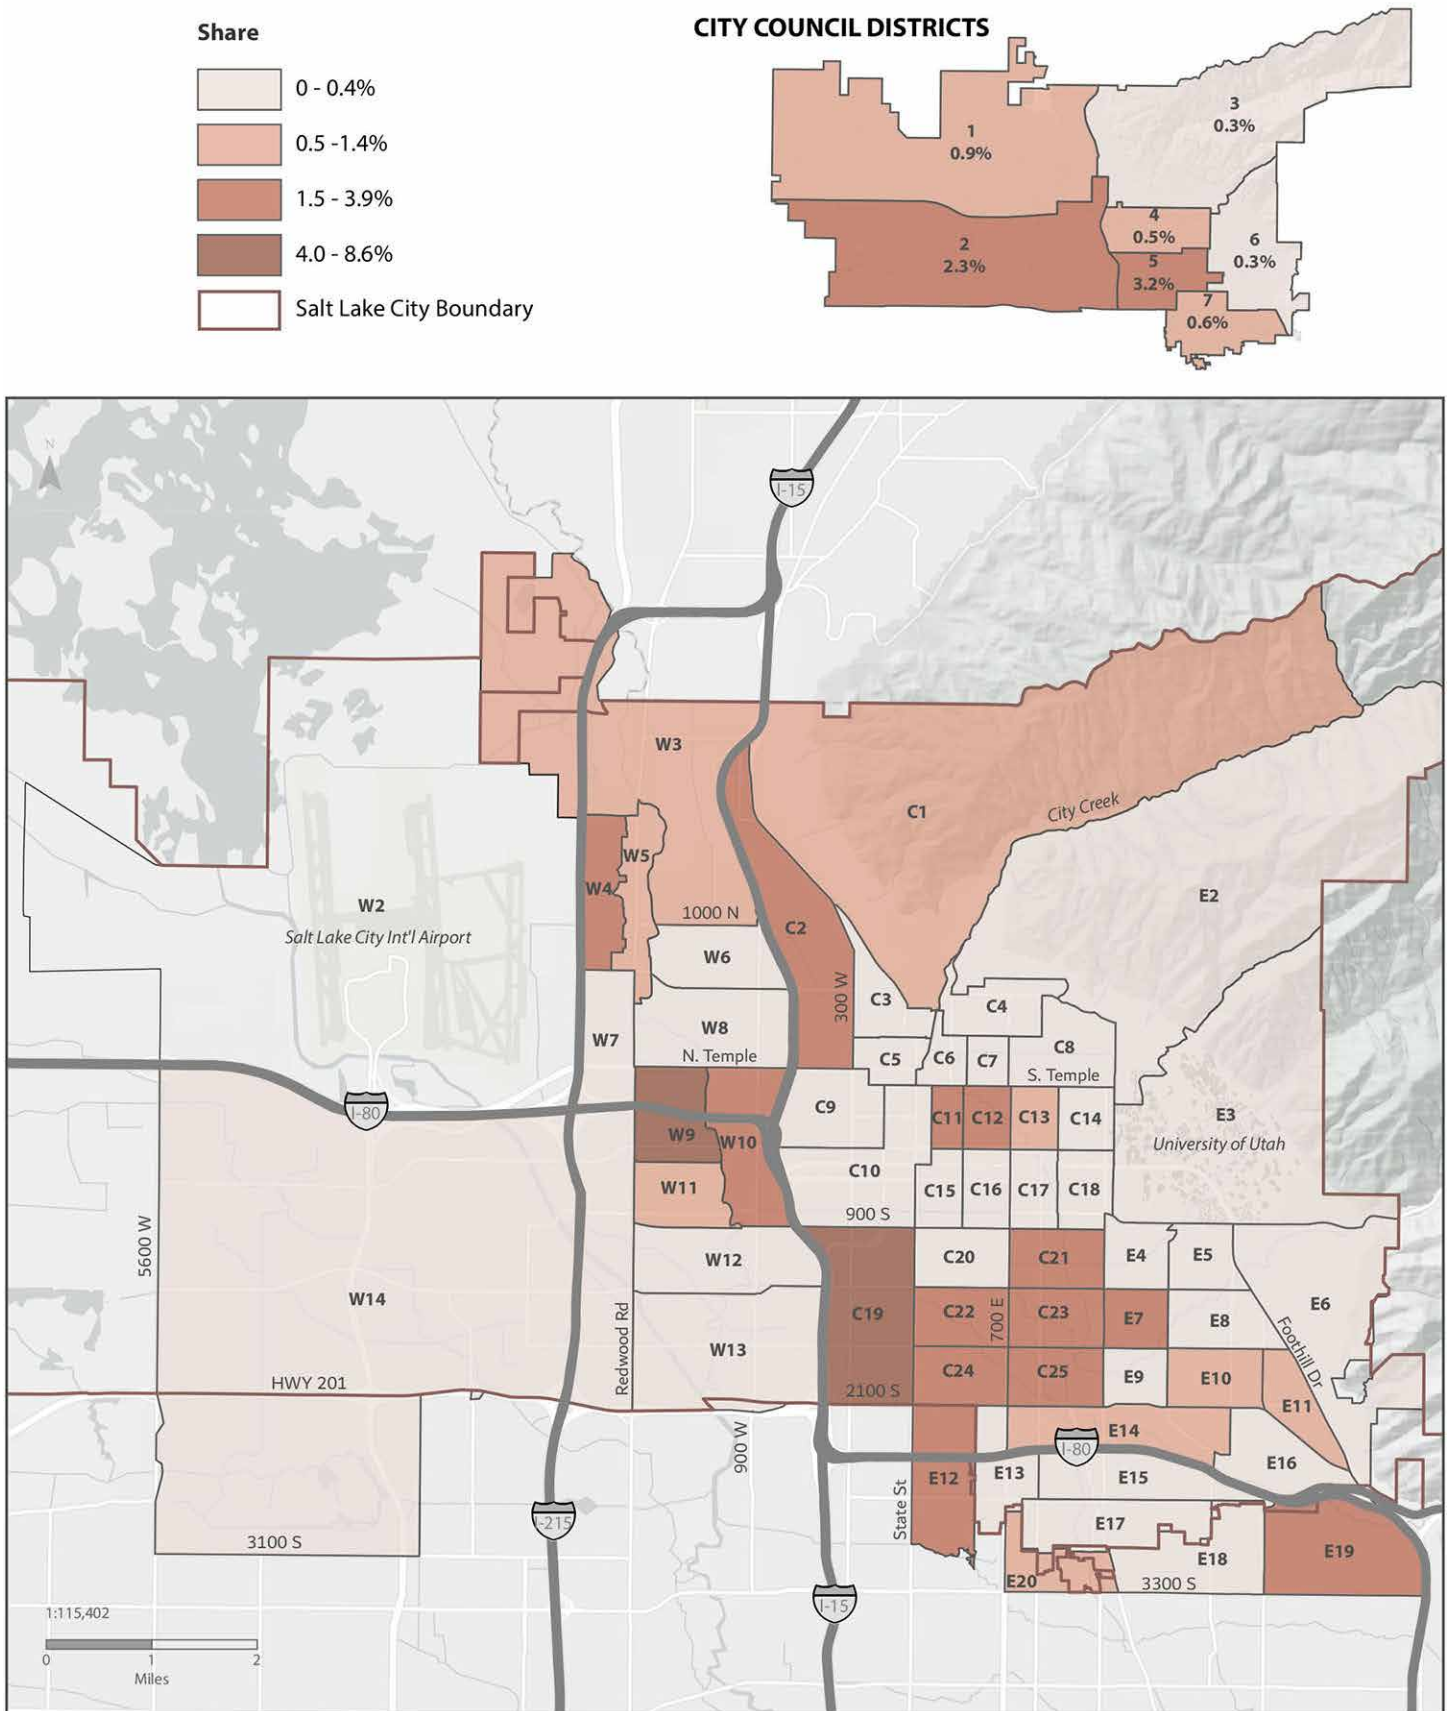 Share
0 - 0.4%
0.5 -1.4%
1.5 - 3.9%
4.0 - 8.6%
Salt Lake City Boundary
CITY COUNCIL DISTRICTS
3
0.3%
1
0.9%
4
0.5%
6
0.3%
2
2.3%
5
3.2%
7
0.6%
N
I-15
W3
C1
City Creek
W5
W4
E2
W2
Salt Lake City Int'l Airport
1000 N
C2
W6
300 W
C3
C4
W7
W8
N. Temple
C5
C6
C7
C8
S. Temple
I-80
C9
C11
C12
C13
C14
E3
University of Utah
W9
W10
C10
W11
C15
C16
C17
C18
900 S
5600 W
W12
C20
C21
E4
E5
W14
C19
C22
700 E
C23
E7
E8
E6
Redwood Rd
W13
Foothill Dr
HWY 201
2100 S
C24
C25
E9
E10
E11
900 W
E14
I-80
State St
E12
E13
E15
E16
I-215
3100 S
E17
E18
E19
E20
3300 S
I-15
1:115,402
0
1
2
Miles